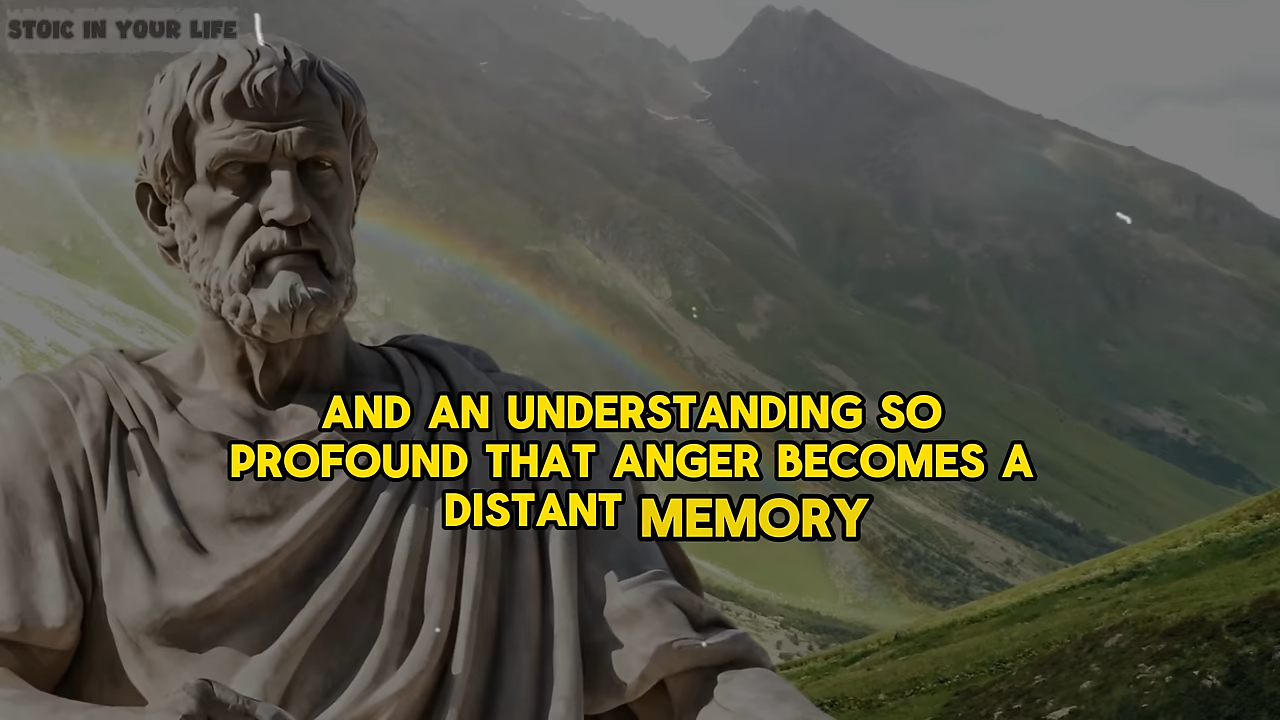 STOIC IN YOUR LIFE
AND AN UNDERSTANDING SO
PROFOUND THAT ANGER BECOMES A
DISTANT MEMORY